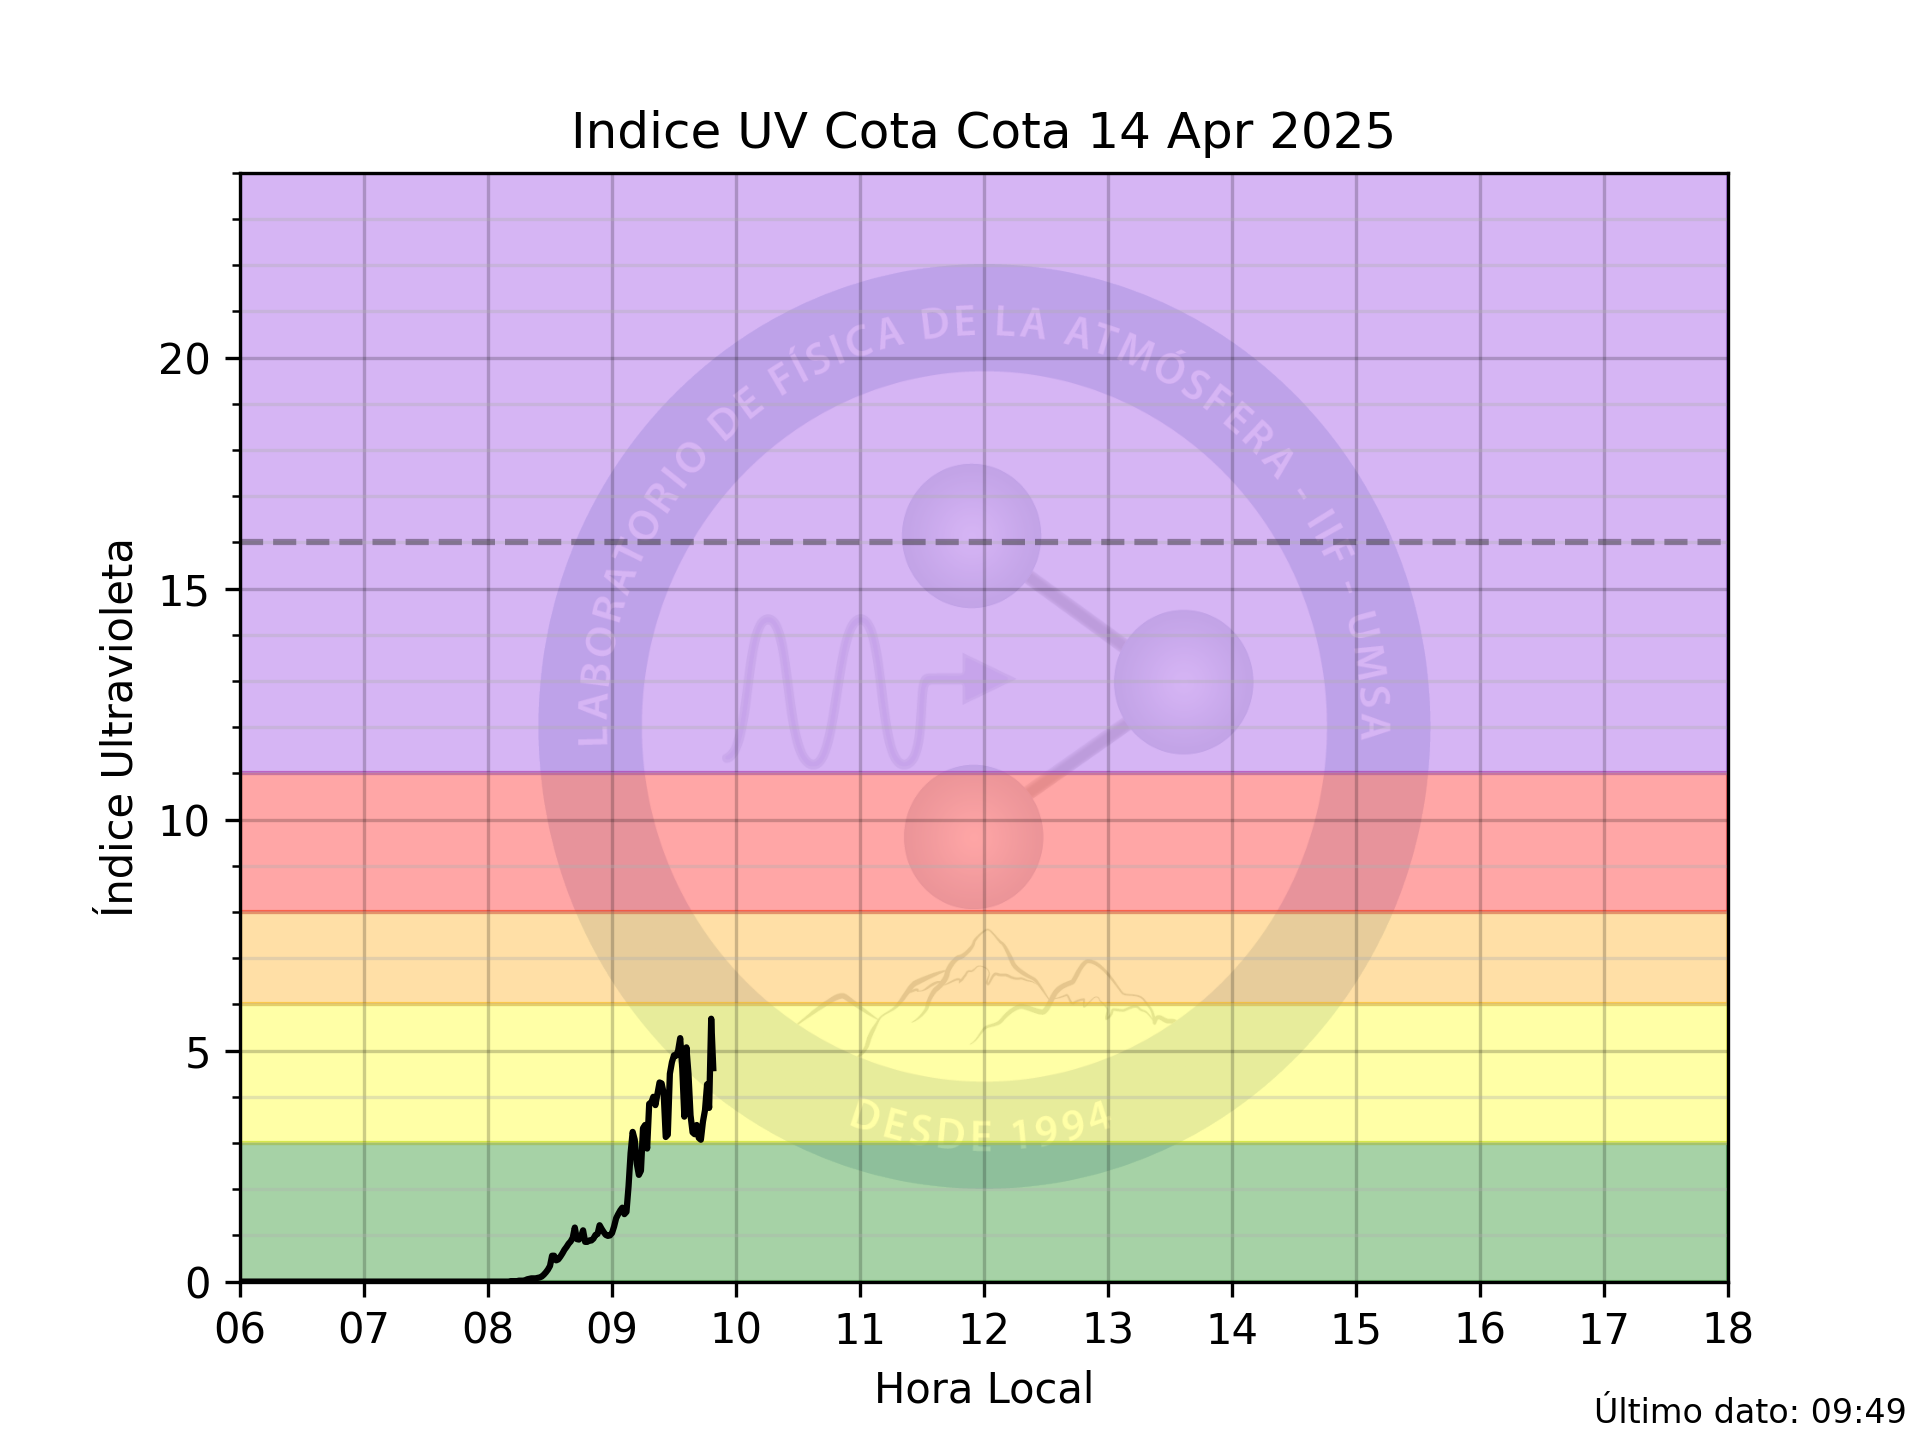 Indice UV Cota Cota 14 Apr 2025
Índice Ultravioleta
20
15
10
5
0
LABORATORIO DE FÍSICA DE LA ATMÓSFERA - IIF - UMSA
DESDE 1994
06 07 08 09 10 11 12 13 14 15 16 17 18
Hora Local
Último dato: 09:49